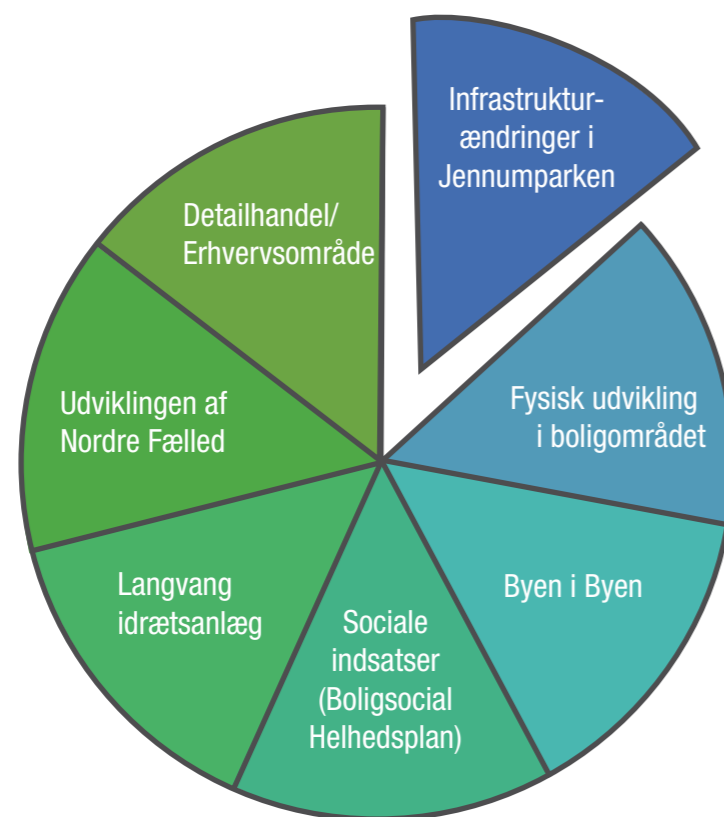 Infrastruktur-
ændringer i
Jennumparken
Fysisk udvikling
i boligområdet
Byen i Byen
Sociale
indsatser
(Boligsocial
Helhedsplan)
Langvang
idrætsanlæg
Udviklingen af
Nordre Fælled
Detailhandel/
Erhvervsområde